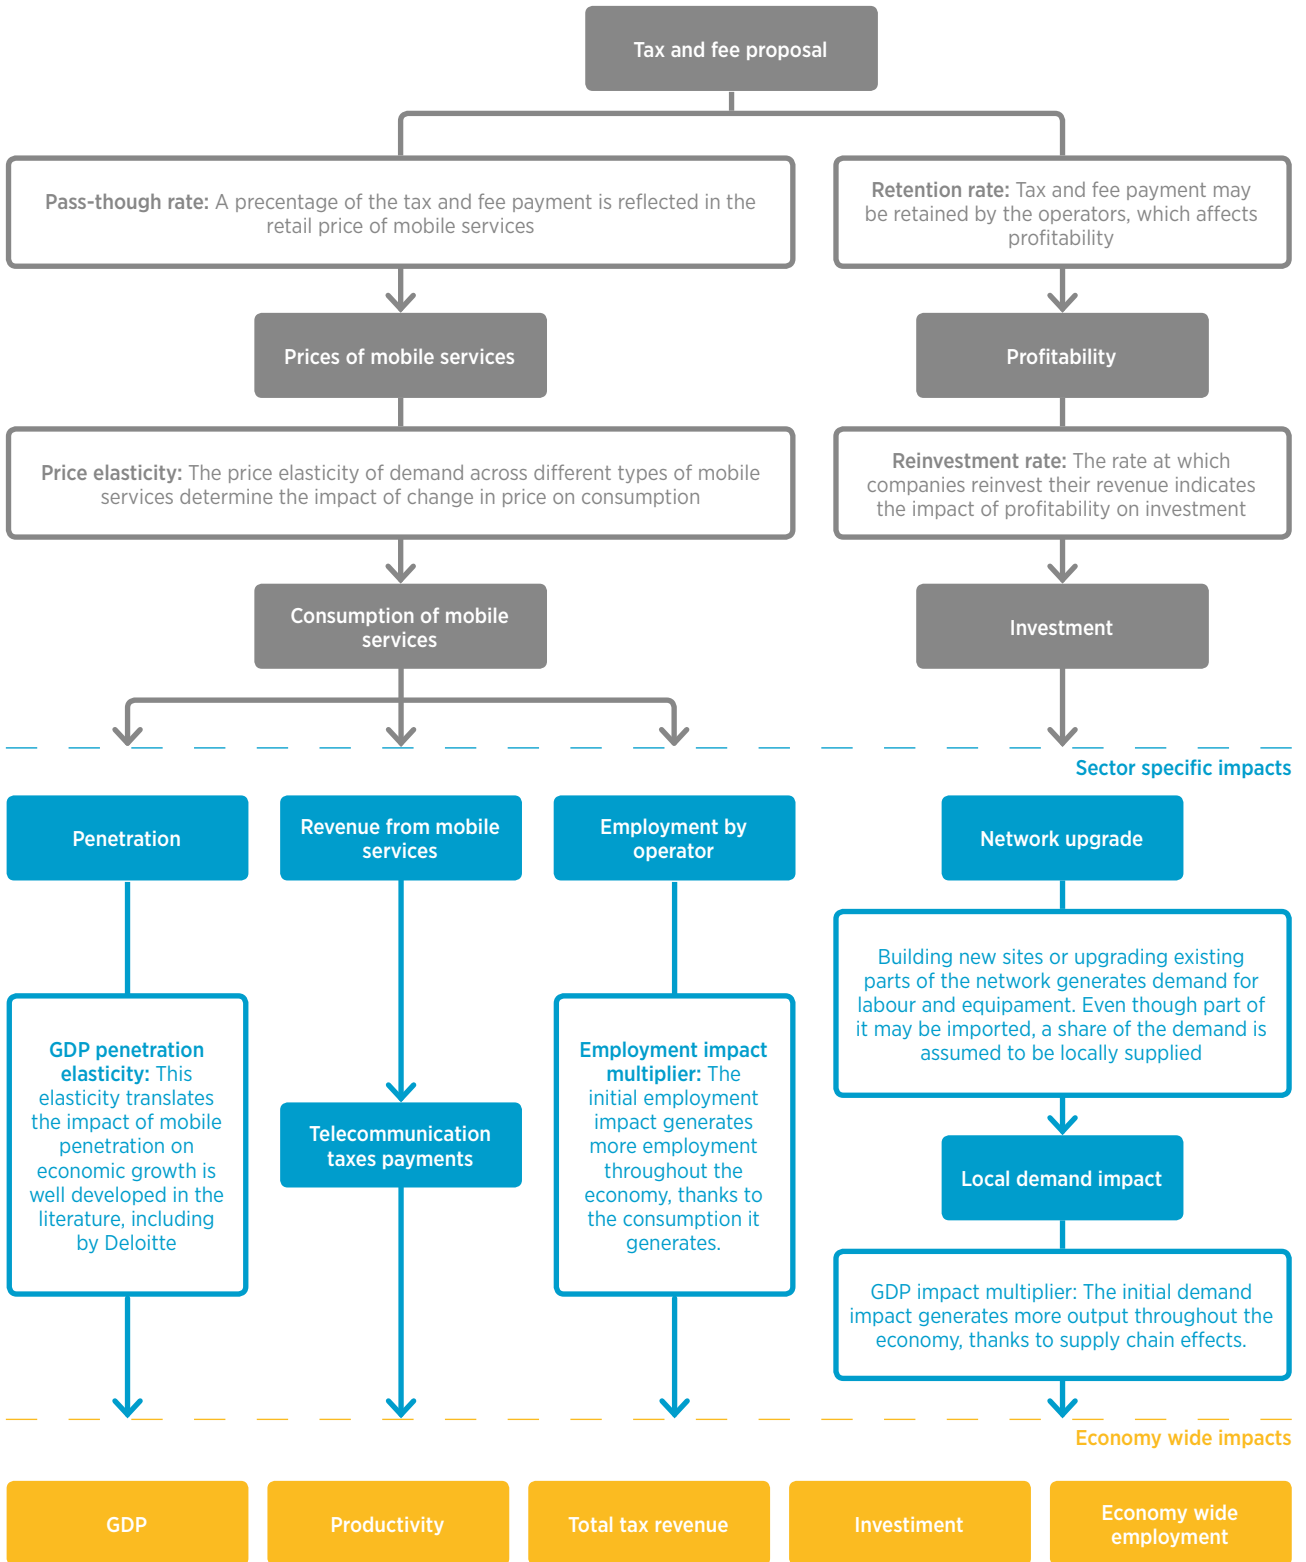 Tax and fee proposal
Pass-though rate: A precentage of the tax and fee payment is reflected in the
retail price of mobile services
Retention rate: Tax and fee payment may
be retained by the operators, which affects
profitability
Prices of mobile services
Profitability
Price elasticity: The price elasticity of demand across different types of mobile
services determine the impact of change in price on consumption
Reinvestment rate: The rate at which
companies reinvest their revenue indicates
the impact of profitability on investment
Consumption of mobile
services
Investment
Sector specific impacts
Penetration
Revenue from mobile
services
Employment by
operator
Network upgrade
Building new sites or upgrading existing
parts of the network generates demand for
labour and equipament. Even though part of
it may be imported, a share of the demand is
assumed to be locally supplied
GDP penetration
elasticity: This
elasticity translates
the impact of mobile
penetration on
economic growth is
well developed in the
literature, including
by Deloitte
Telecommunication
taxes payments
Employment impact
multiplier: The
initial employment
impact generates
more employment
throughout the
economy, thanks to
the consumption it
generates.
Local demand impact
GDP impact multiplier: The initial demand
impact generates more output throughout the
economy, thanks to supply chain effects.
Economy wide impacts
GDP
Productivity
Total tax revenue
Investiment
Economy wide
employment